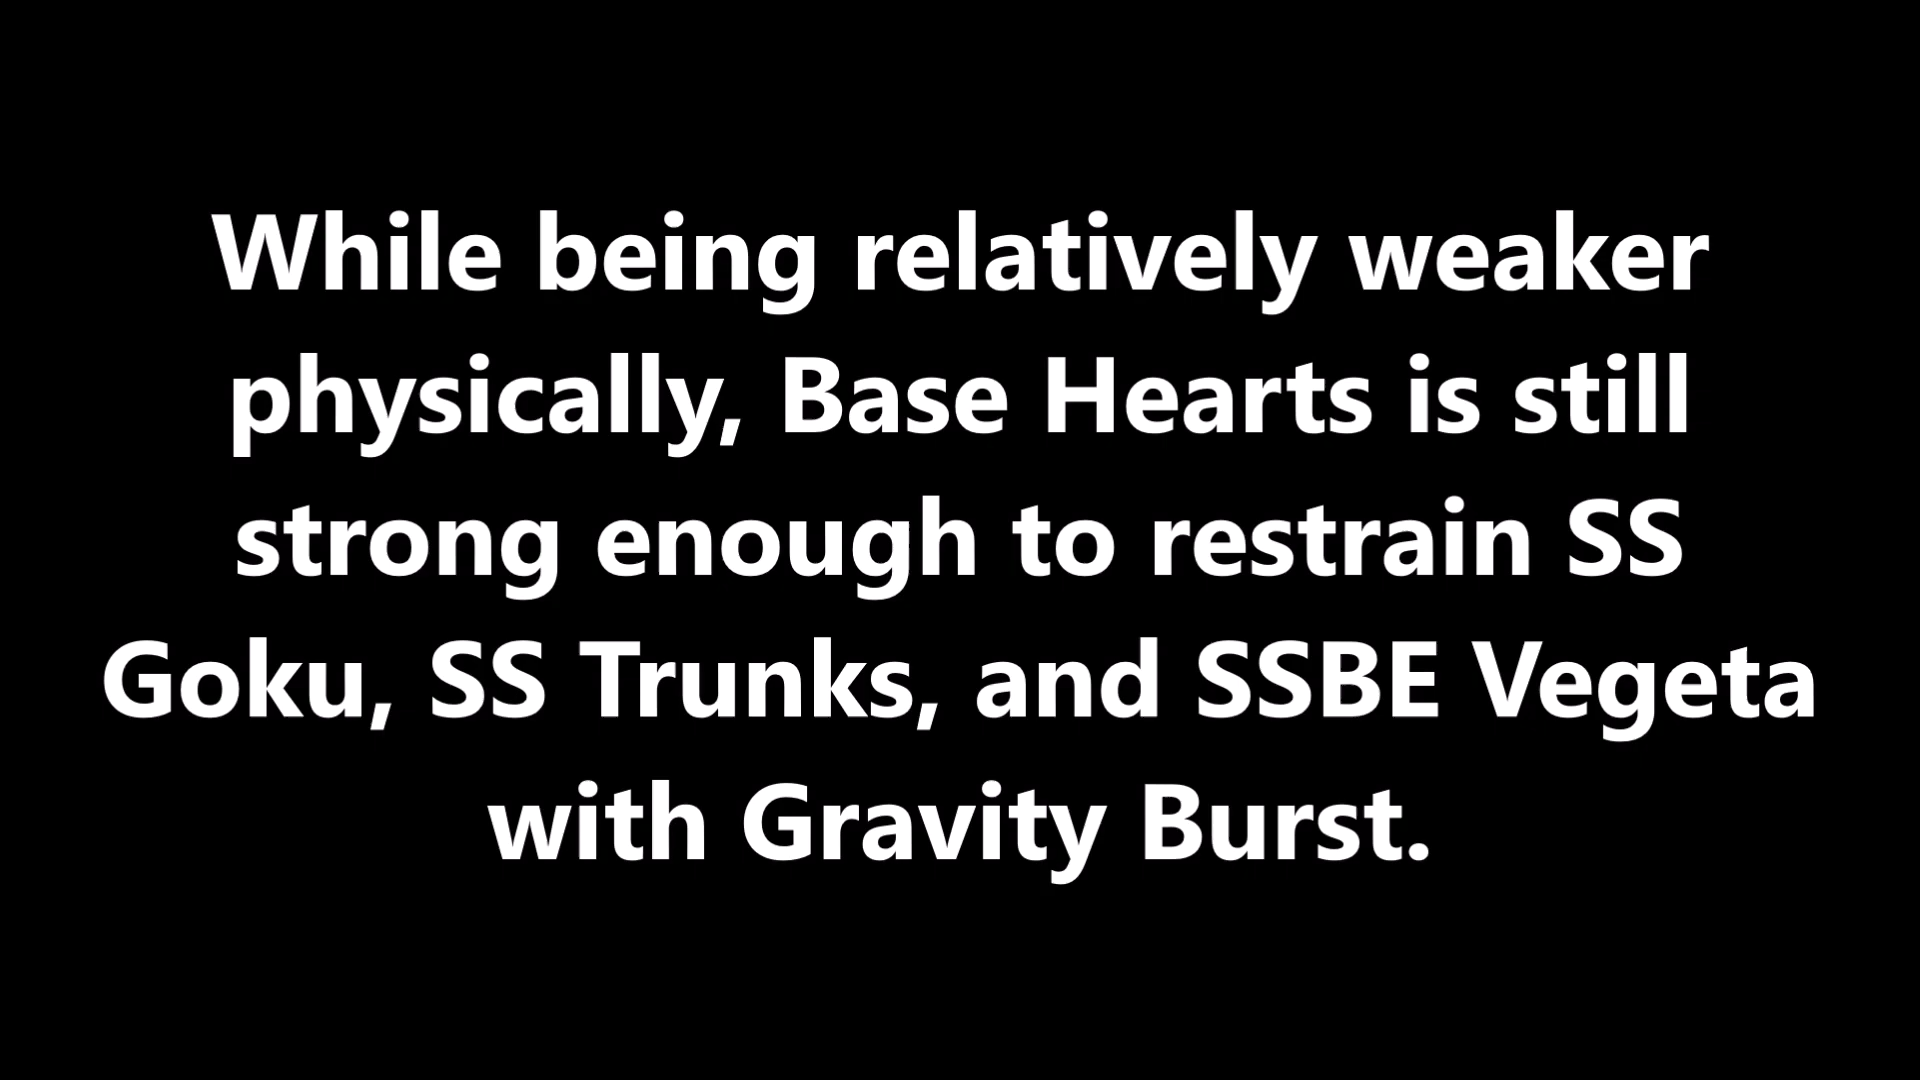 While being relatively weaker
physically, Base Hearts is still
strong enough to restrain SS
Goku, SS Trunks, and SSBE Vegeta
with Gravity Burst.